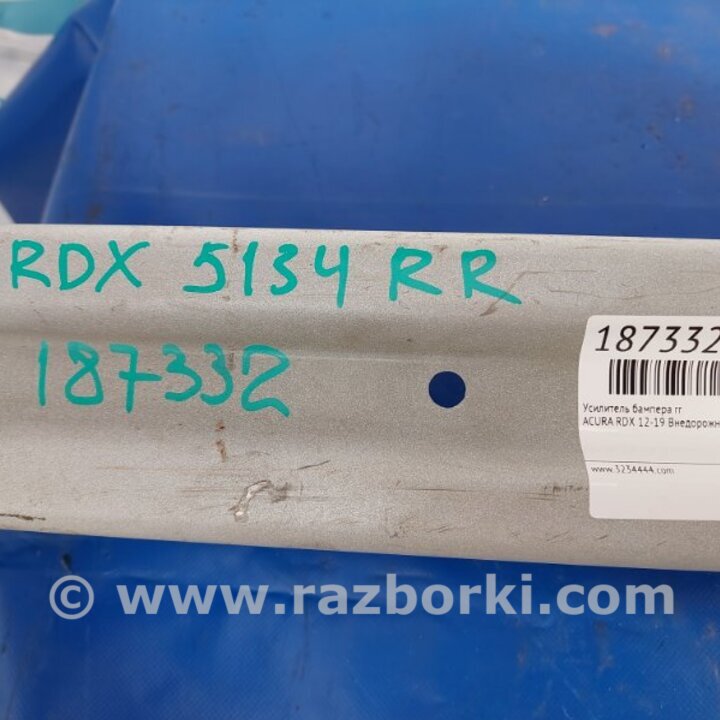 RDX 5134 RR
187332
187332
Усилитель бампера rr
ACURA RDX 12-19 Внедорожн
www.3234444.com
© www.razborki.com